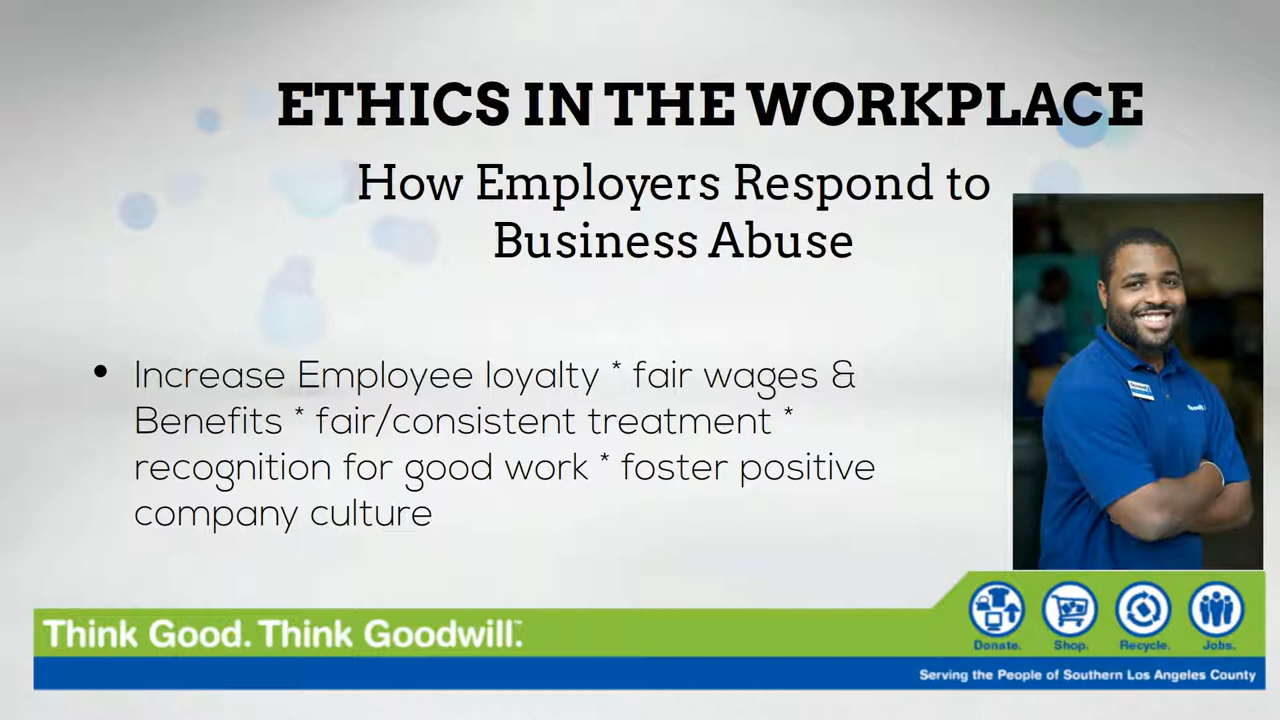 ETHICS IN THE WORKPLACE
How Employers Respond to
Business Abuse
• Increase Employee loyalty * fair wages &
Benefits * fair/consistent treatment *
recognition for good work * foster positive
company culture
Think Good. Think Goodwill.™
Donate. Shop. Recycle. Jobs.
Serving the People of Southern Los Angeles County